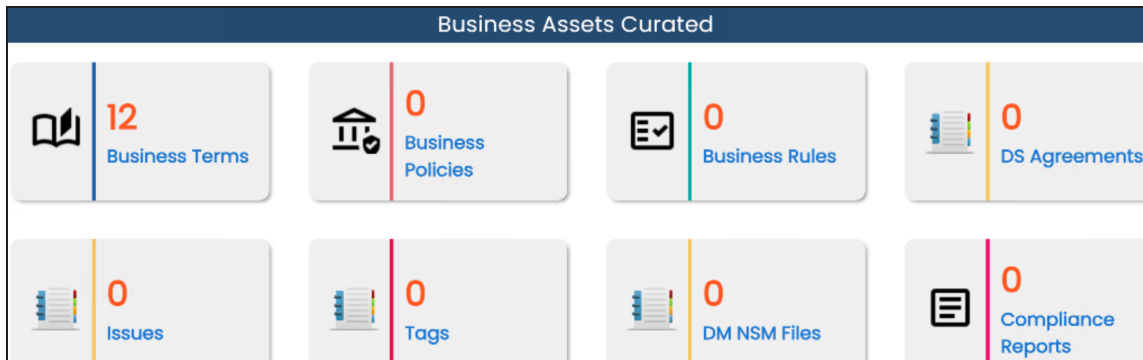 Business Assets Curated
12
Business Terms
0
Business
Policies
0
Business Rules
0
DS Agreements
0
Issues
0
Tags
0
DM NSM Files
0
Compliance
Reports